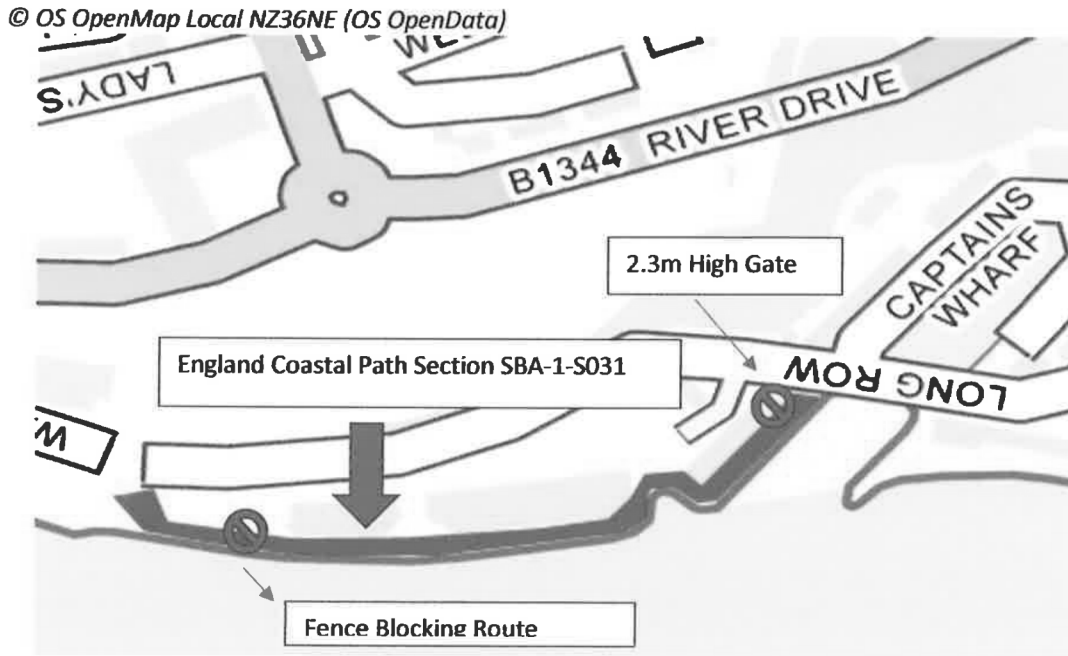 © OS OpenMap Local NZ36NE (OS OpenData)
LADY'S
B1344 RIVER DRIVE
CAPTAINS
WHARF
2.3m High Gate
England Coastal Path Section SBA-1-S031
LONG ROW
Fence Blocking Route